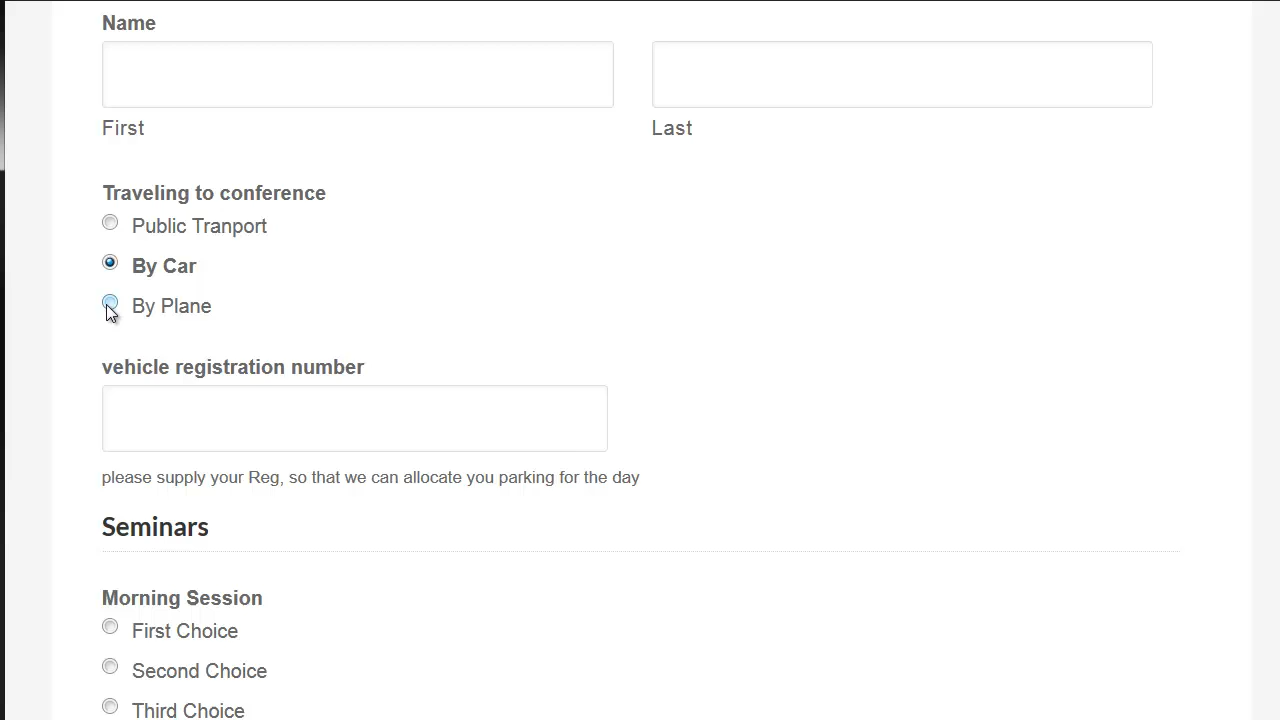 Name
First Last
Traveling to conference
Public Tranport
By Car
By Plane
vehicle registration number
please supply your Reg, so that we can allocate you parking for the day
Seminars
Morning Session
First Choice
Second Choice
Third Choice